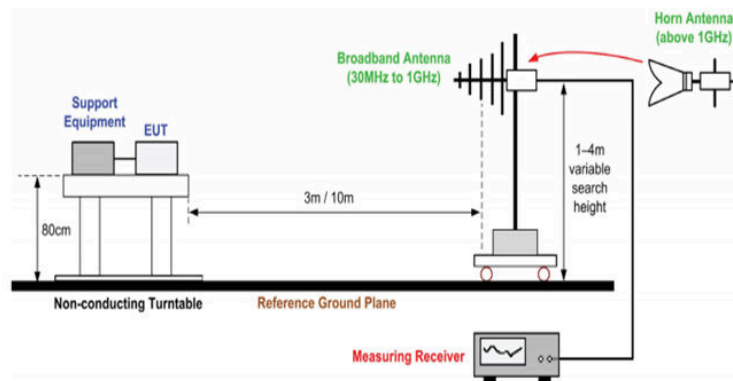 Horn Antenna
(above 1GHz)
Broadband Antenna
(30MHz to 1GHz)
Support
Equipment
EUT
1–4m
variable
search
height
3m / 10m
80cm
Non-conducting Turntable
Reference Ground Plane
Measuring Receiver